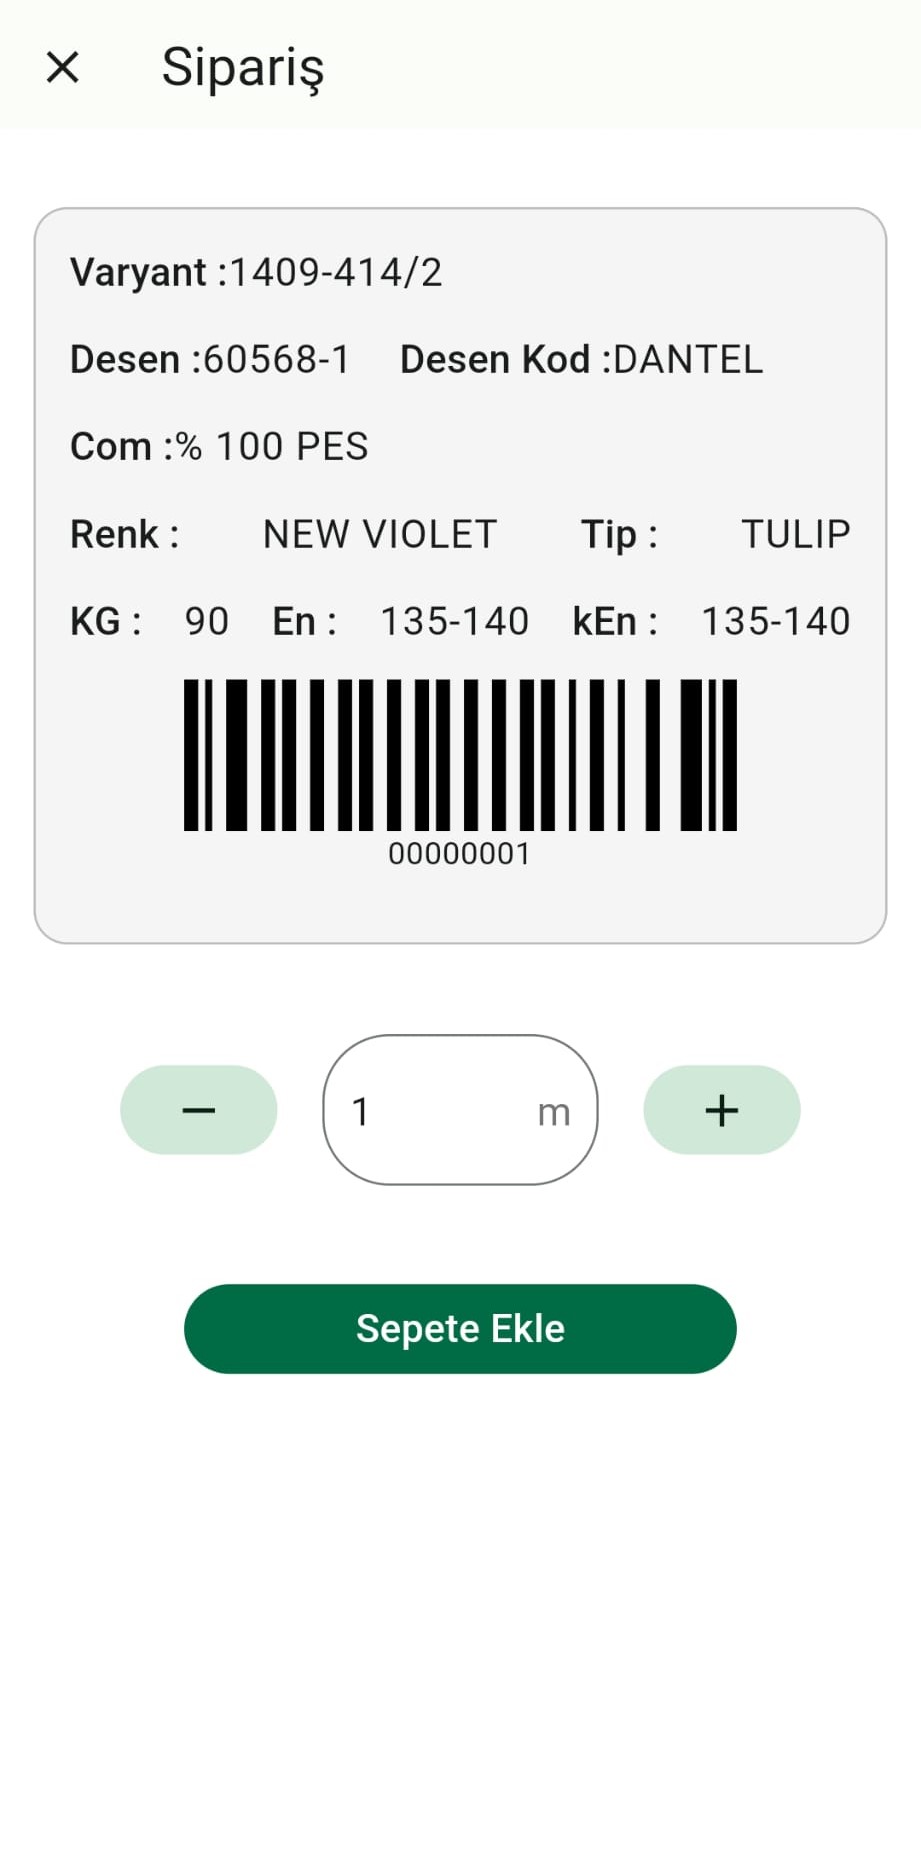 Sipariş
Varyant :1409-414/2
Desen :60568-1 Desen Kod :DANTEL
Com :% 100 PES
Renk : NEW VIOLET Tip : TULIP
KG : 90 En : 135-140 kEn : 135-140
00000001
1 m
Sepete Ekle